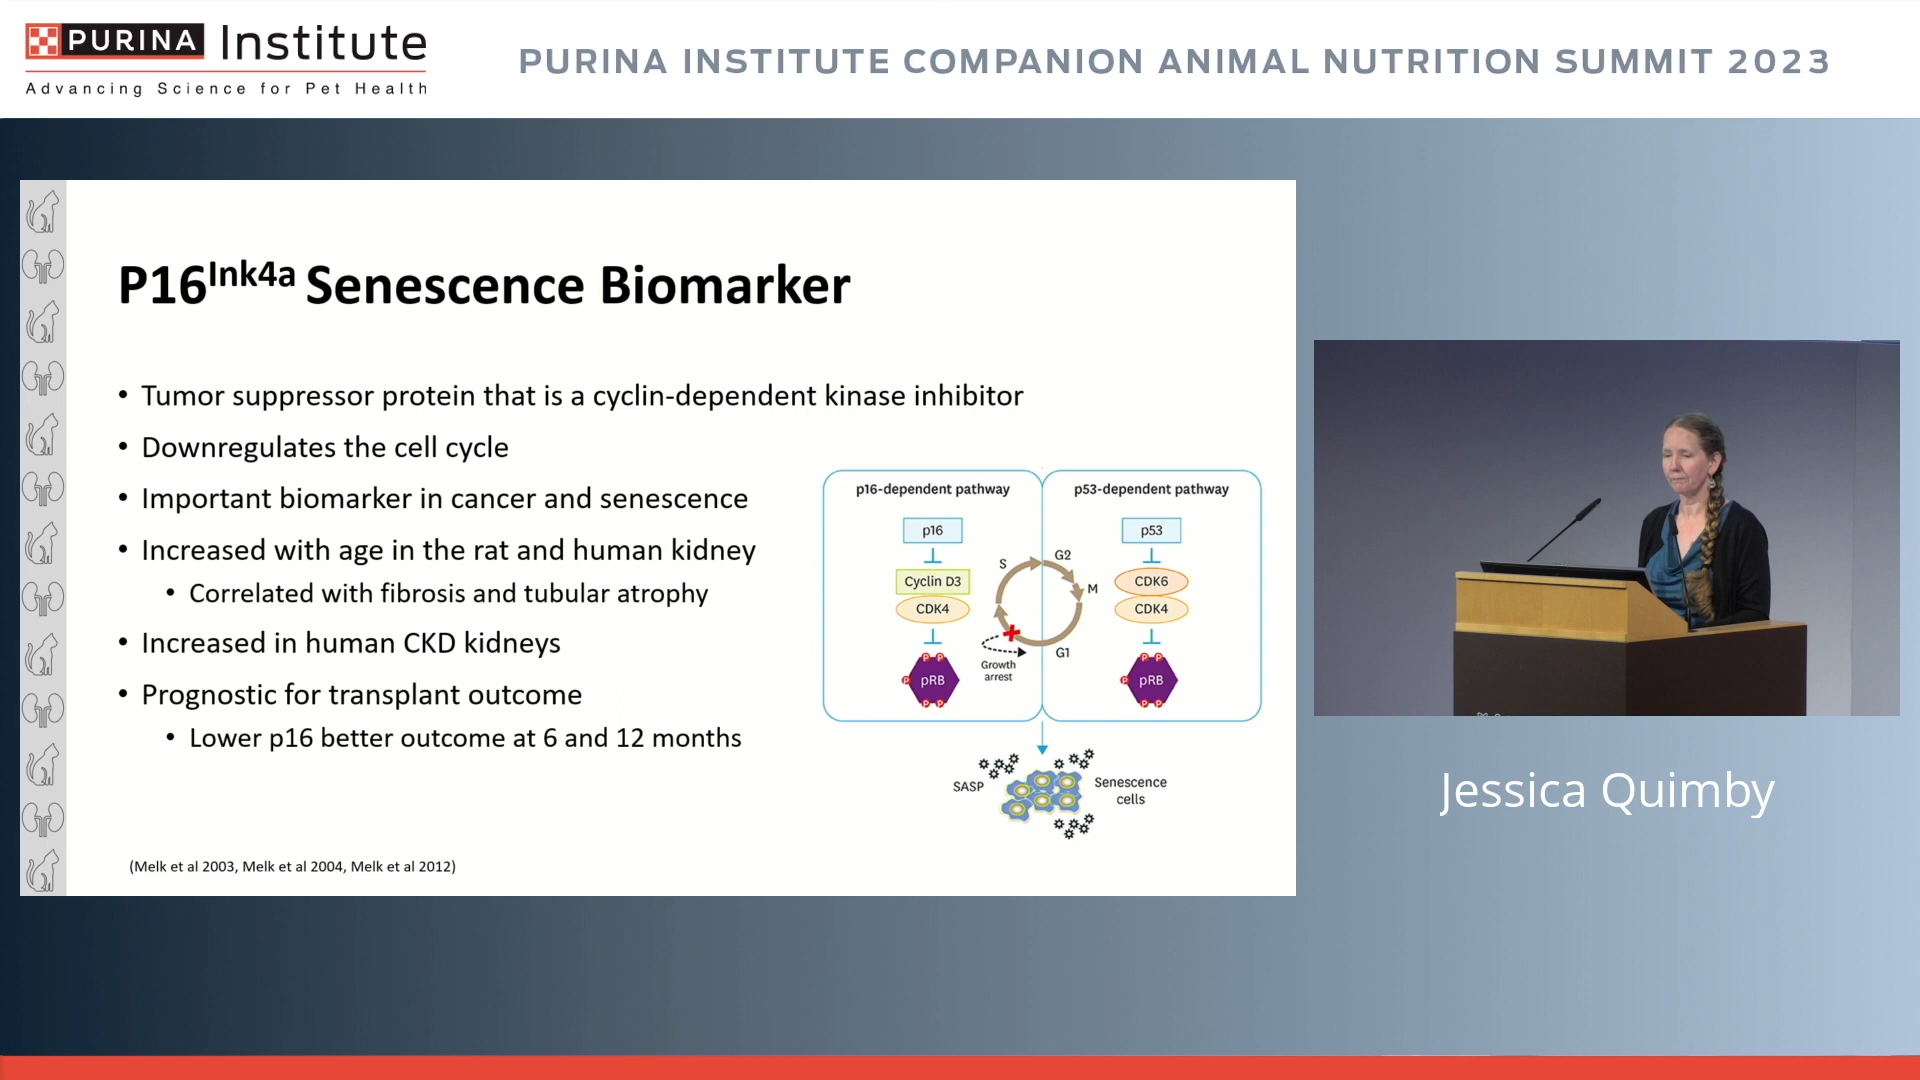 PURINA Institute
Advancing Science for Pet Health
PURINA INSTITUTE COMPANION ANIMAL NUTRITION SUMMIT 2023
P16Ink4a Senescence Biomarker
• Tumor suppressor protein that is a cyclin-dependent kinase inhibitor
• Downregulates the cell cycle
• Important biomarker in cancer and senescence
• Increased with age in the rat and human kidney
• Correlated with fibrosis and tubular atrophy
• Increased in human CKD kidneys
• Prognostic for transplant outcome
• Lower p16 better outcome at 6 and 12 months
(Melk et al 2003, Melk et al 2004, Melk et al 2012)
p16-dependent pathway
p16
Cyclin D3
CDK4
P P
P
pRB
P P
S
G2
M
G1
Growth
arrest
p53-dependent pathway
p53
CDK6
CDK4
P P
P
pRB
P P
SASP
Senescence
cells
Jessica Quimby